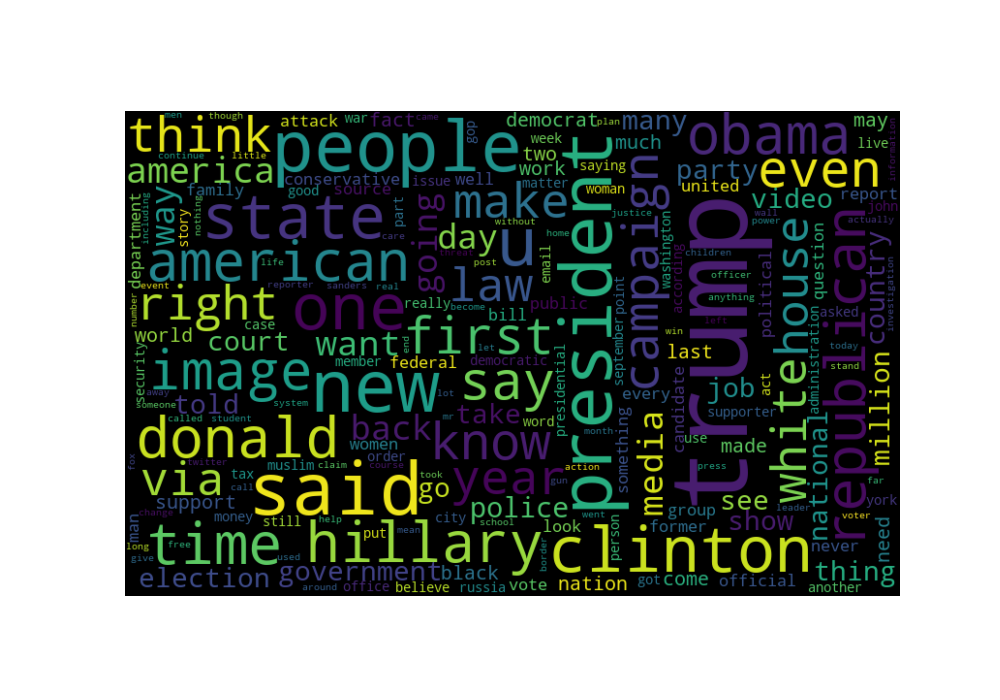 men though came
think people attack war fact gop democrat plan many obama may
continue little week two much saying party even live
america conservative issue well work matter woman united video report
family good source part make without justice wall john
department including way story nothing state care going day u home president campaign washington trump power actually
american life threat post email children whitehouse question republican country information
event reporter sanders real law according officer political
number right one really become public september point anything administration asked investigation
world case court want first bill left
security member end federal let democratic presidential win last today
image new say candidate act job stand
away system lot every
someone told back take word something supporter national million
called student know mr month media made use
donald women order year course action press see
fox muslim claim took gun group leader far
twitter via tax call go police look person former show voter york
support said money still help put mean city school went never need
change man
long time hillary clinton border
give free used government black nation got come official thing
election around office believe russia vote another